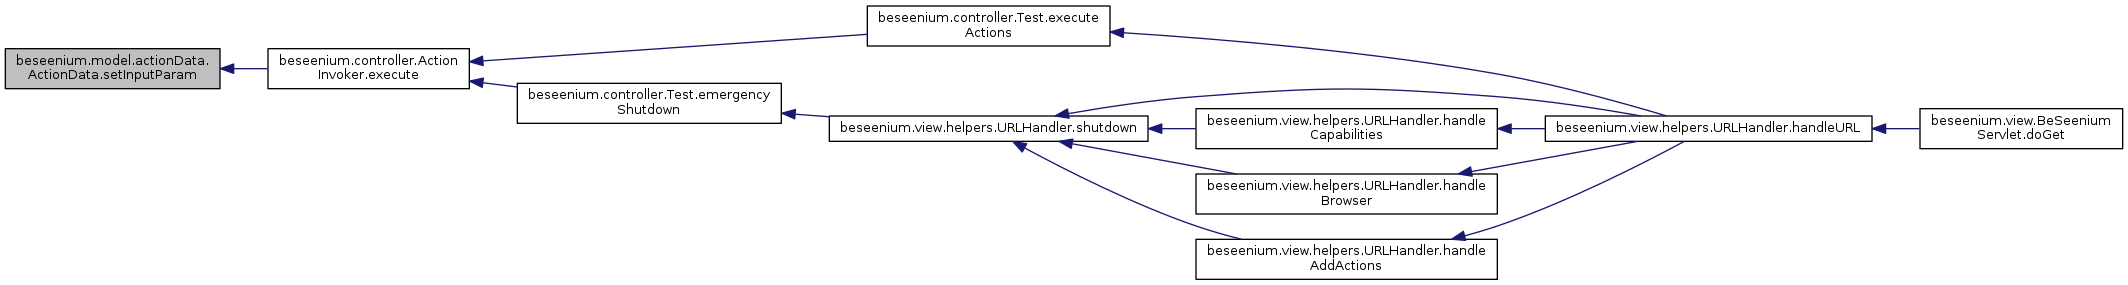 beseenium.model.actionData.
ActionData.setInputParam
beseenium.controller.Action
Invoker.execute
beseenium.controller.Test.execute
Actions
beseenium.controller.Test.emergency
Shutdown
beseenium.view.helpers.URLHandler.shutdown
beseenium.view.helpers.URLHandler.handle
Capabilities
beseenium.view.helpers.URLHandler.handle
Browser
beseenium.view.helpers.URLHandler.handle
AddActions
beseenium.view.helpers.URLHandler.handleURL
beseenium.view.BeSeenium
Servlet.doGet